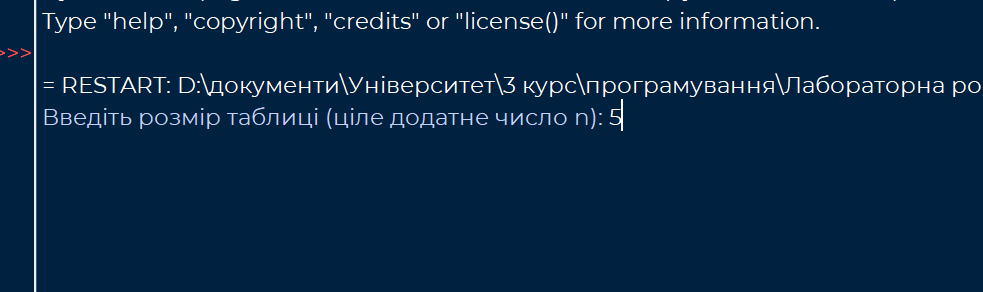 Type "help", "copyright", "credits" or "license()" for more information.
>>>
= RESTART: D:\документи\Університет\3 курс\програмування\Лабораторна
Введіть розмір таблиці (ціле додатне число n): 5